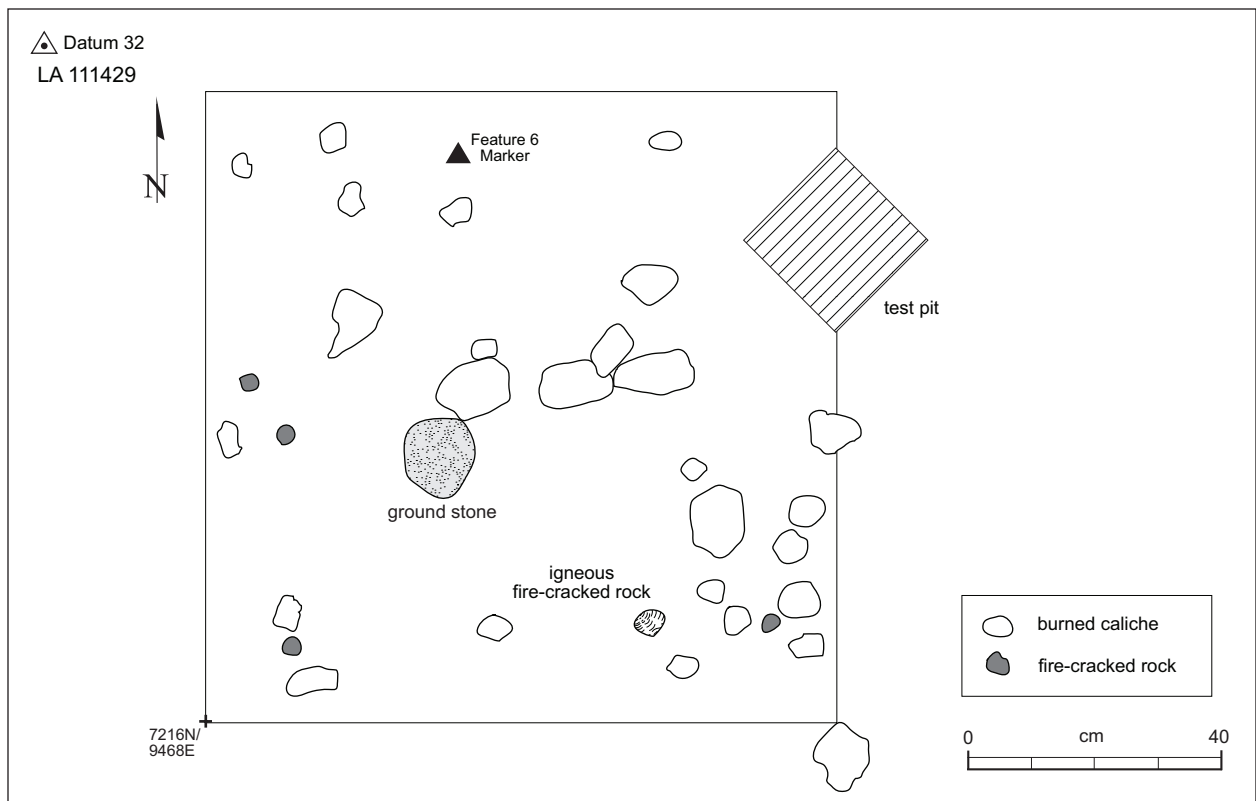 Datum 32
LA 111429
N
Feature 6
Marker
test pit
ground stone
igneous
fire-cracked rock
burned caliche
fire-cracked rock
7216N/
9468E
0 cm 40